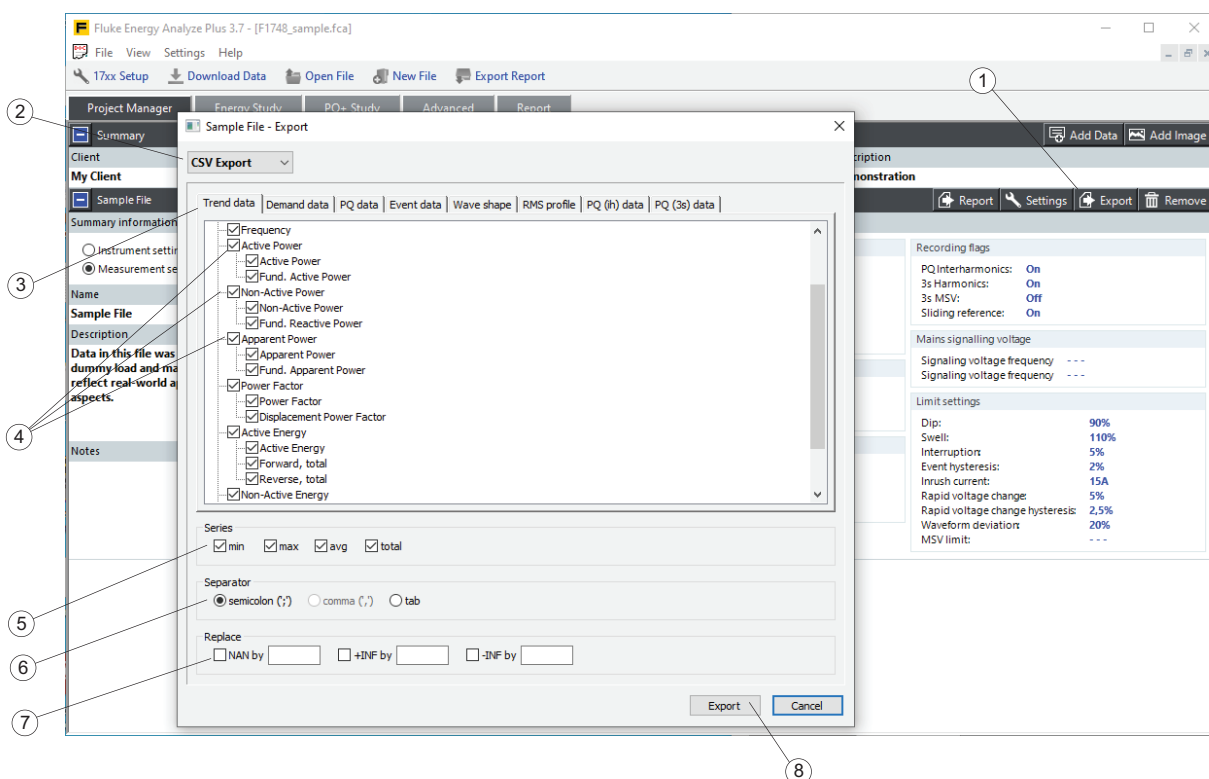 Fluke Energy Analyze Plus 3.7 - [F1748_sample.fca]
File View Settings Help
17xx Setup Download Data Open File New File Export Report
1
2
Project Manager Energy Study PQ+ Study Advanced Report
Sample File - Export
Summary
Add Data Add Image
Client
cription
CSV Export
My Client
nonstration
Sample File
Report Settings Export Remove
Trend data Demand data PQ data Event data Wave shape RMS profile PQ (ih) data PQ (3s) data
Summary information
Instrument settin
Measurement se
3
Name
Sample File
Description
Data in this file was
dummy load and ma
reflect real-world a
aspects.
4
Notes
Frequency
Active Power
Active Power
Fund. Active Power
Non-Active Power
Non-Active Power
Fund. Reactive Power
Apparent Power
Apparent Power
Fund. Apparent Power
Power Factor
Power Factor
Displacement Power Factor
Active Energy
Active Energy
Forward, total
Reverse, total
Non-Active Energy
Recording flags
PQ Interharmonics: On
3s Harmonics: On
3s MSV: Off
Sliding reference: On
Mains signalling voltage
Signaling voltage frequency - - -
Signaling voltage frequency - - -
Limit settings
Dip: 90%
Swell: 110%
Interruption: 5%
Event hysteresis: 2%
Inrush current: 15A
Rapid voltage change: 5%
Rapid voltage change hysteresis: 2,5%
Waveform deviation: 20%
MSV limit: - - -
Series
min max avg total
5
Separator
semicolon (';') comma (',') tab
6
Replace
NAN by +INF by -INF by
7
Export Cancel
8